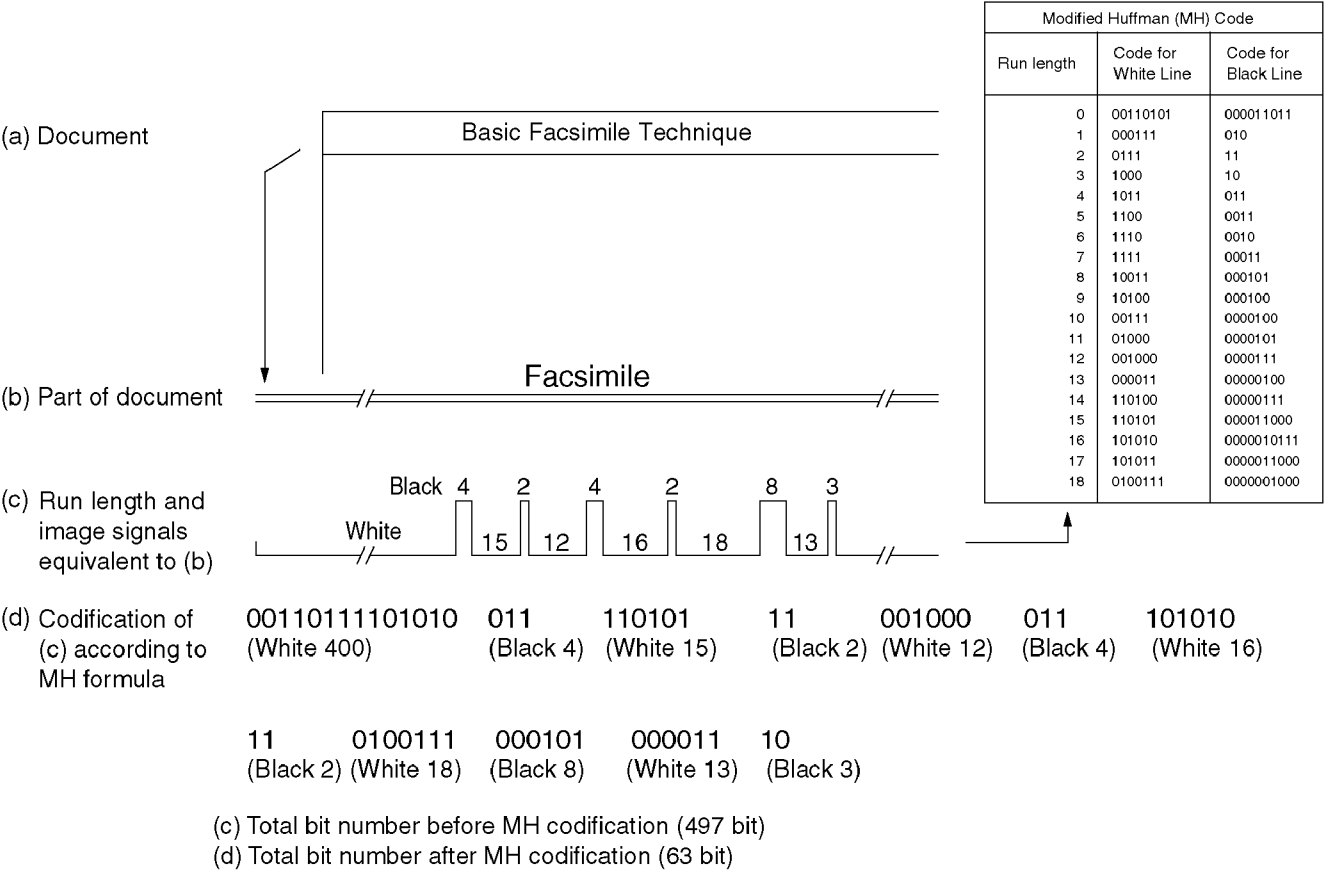 Modified Huffman (MH) Code
Run length Code for White Line Code for Black Line
0 00110101 000011011
1 000111 010
2 0111 11
3 1000 10
4 1011 011
5 1100 0011
6 1110 0010
7 1111 00011
8 10011 000101
9 10100 000100
10 00111 0000100
11 01000 0000101
12 001000 0000111
13 000011 00000100
14 110100 00000111
15 110101 000011000
16 101010 0000010111
17 101011 0000011000
18 0100111 0000001000
(a) Document
Basic Facsimile Technique
(b) Part of document
Facsimile
(c) Run length and
image signals
equivalent to (b)
Black 4 2 4 2 8 3
White
15 12 16 18 13
(d) Codification of
(c) according to
MH formula
00110111101010 011 110101 11 001000 011 101010
(White 400) (Black 4) (White 15) (Black 2) (White 12) (Black 4) (White 16)
11 0100111 000101 000011 10
(Black 2) (White 18) (Black 8) (White 13) (Black 3)
(c) Total bit number before MH codification (497 bit)
(d) Total bit number after MH codification (63 bit)